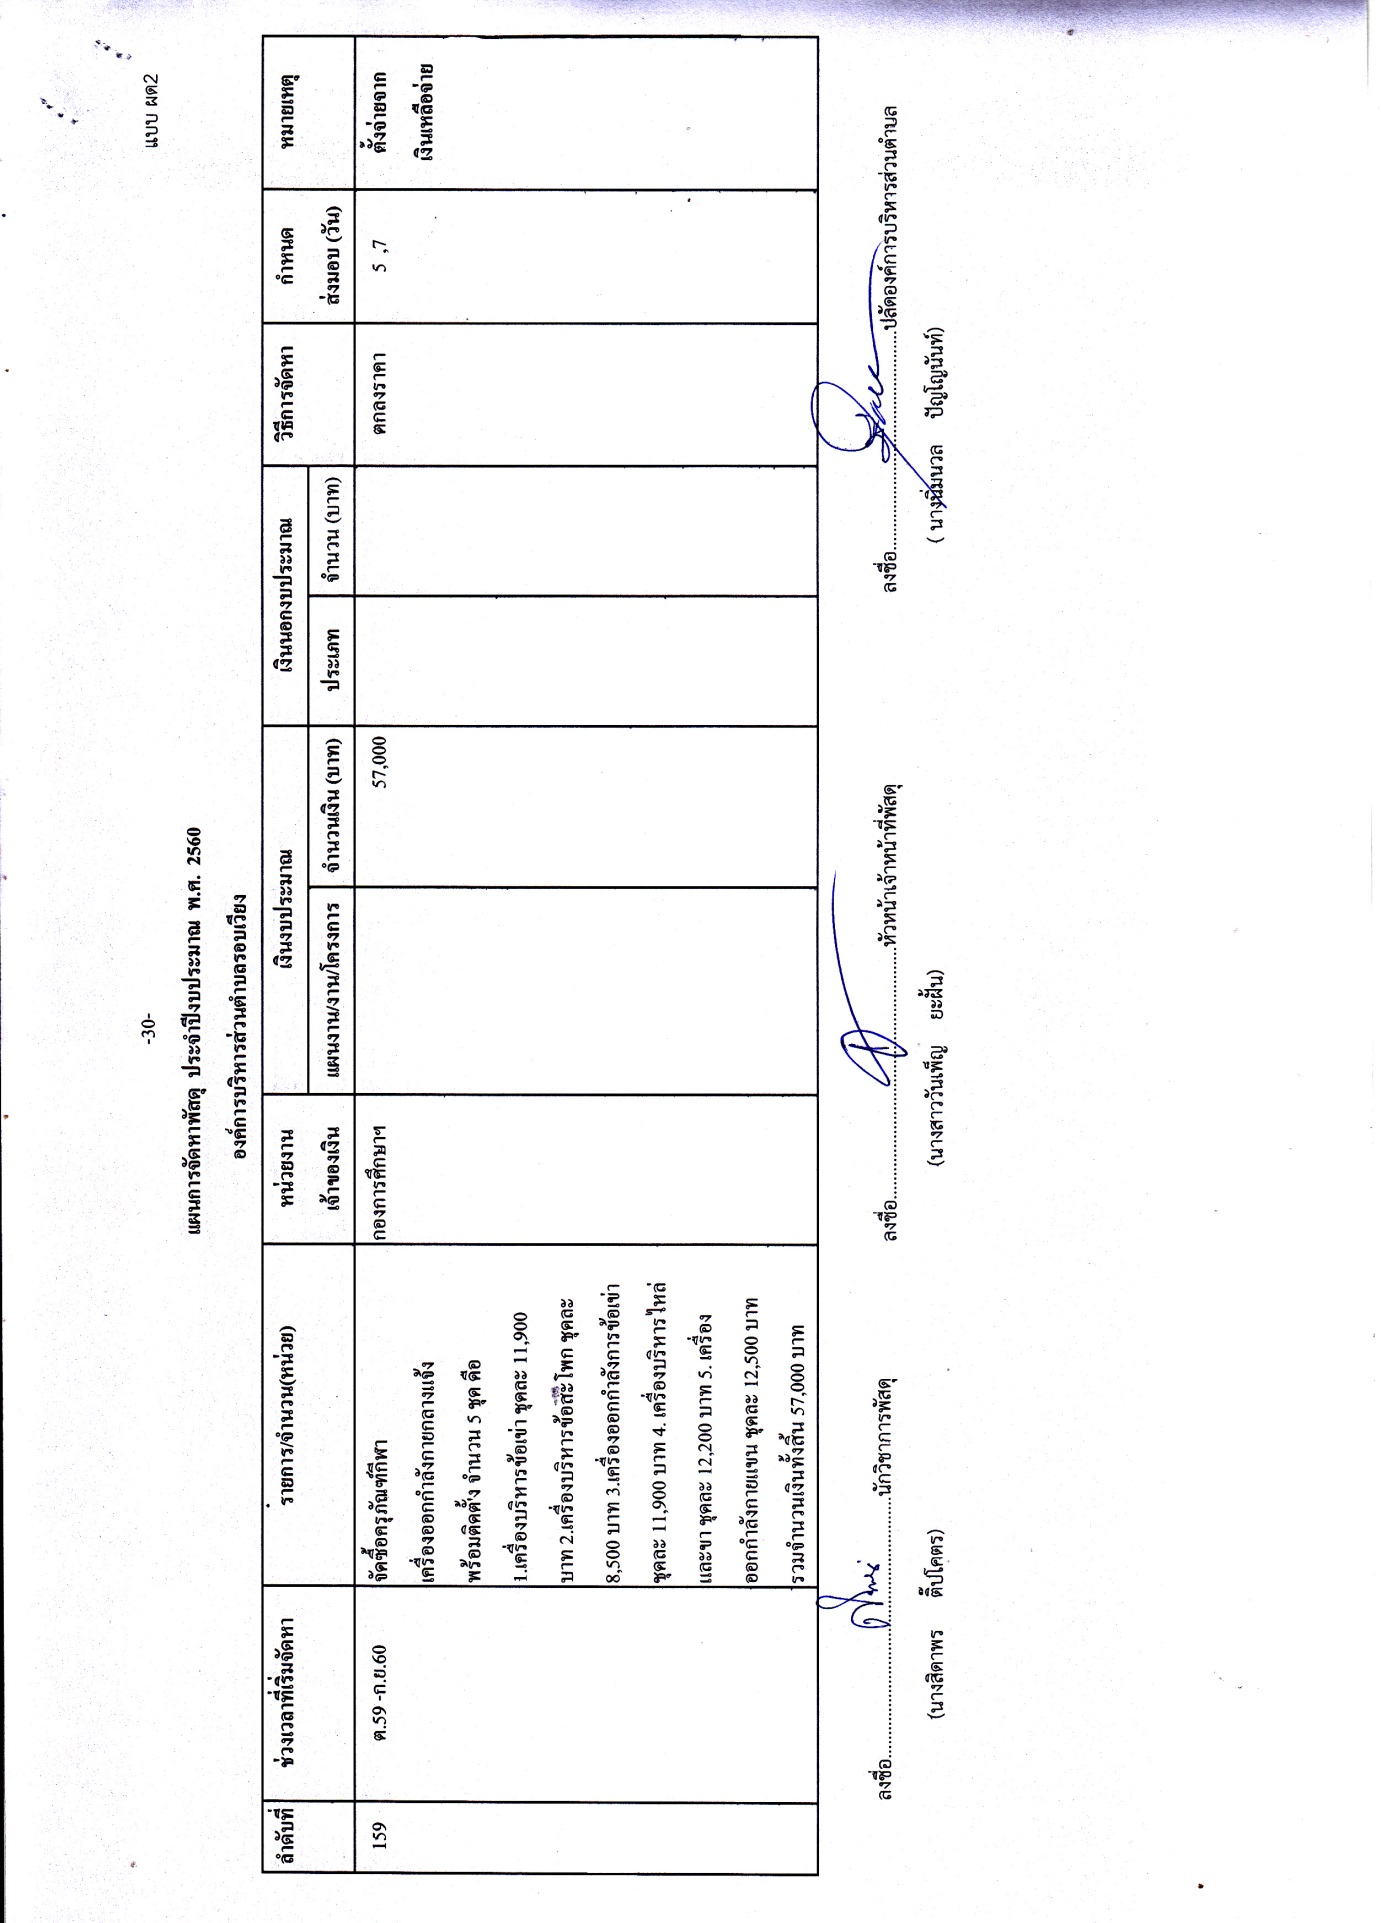 -30-
แบบ ผด2
แผนการจัดหาพัสดุ ประจำปีงบประมาณ พ.ศ. 2560
องค์การบริหารส่วนตำบลรอบเวียง
ลำดับที่ ช่วงเวลาที่เริ่มจัดหา รายการ/จำนวน(หน่วย) หน่วยงาน เงินงบประมาณ เงินนอกงบประมาณ วิธีการจัดหา กำหนด หมายเหตุ
เจ้าของเงิน แผนงาน/งาน/โครงการ จำนวนเงิน (บาท) ประเภท จำนวน (บาท) ส่งมอบ (วัน)
159 ต.59 -ก.ย.60 จัดซื้อครุภัณฑ์กีฬา กองการศึกษาฯ 57,000 ตกลงราคา 5 ,7 ตั้งจ่ายจาก
เครื่องออกกำลังกายกลางแจ้ง เงินเหลือจ่าย
พร้อมติดตั้ง จำนวน 5 ชุด คือ
1.เครื่องบริหารข้อเข่า ชุดละ 11,900
บาท 2.เครื่องบริหารข้อสะโพก ชุดละ
8,500 บาท 3.เครื่องออกกำลังการข้อเข่า
ชุดละ 11,900 บาท 4. เครื่องบริหารไหล่
และขา ชุดละ 12,200 บาท 5. เครื่อง
ออกกำลังกายแขน ชุดละ 12,500 บาท
รวมจำนวนเงินทั้งสิ้น 57,000 บาท
ลงชื่อ..........นักวิชาการพัสดุ ลงชื่อ..........หัวหน้าเจ้าหน้าที่พัสดุ ลงชื่อ..........ปลัดองค์การบริหารส่วนตำบล
(นางสิดาพร ติ๊ปโคตร) (นางสาววันเพ็ญ ยะฝั้น) ( นางนิ่มนวล ปัญโญนันท์)